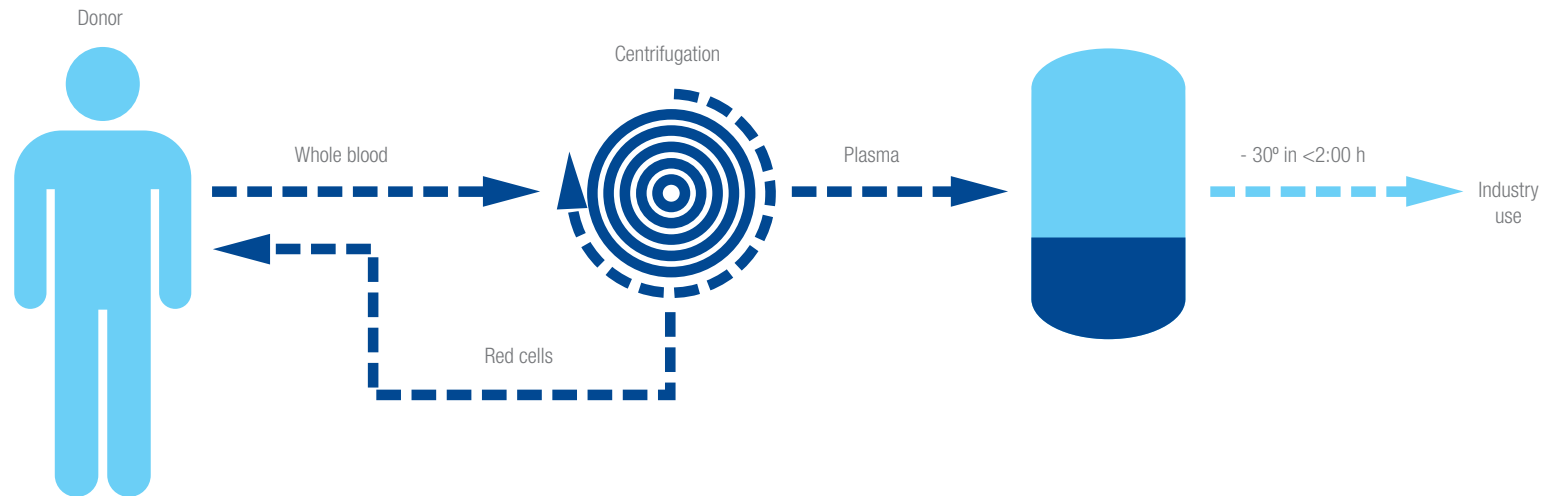 Donor
Centrifugation
Whole blood
Plasma
- 30º in <2:00 h
Industry
use
Red cells